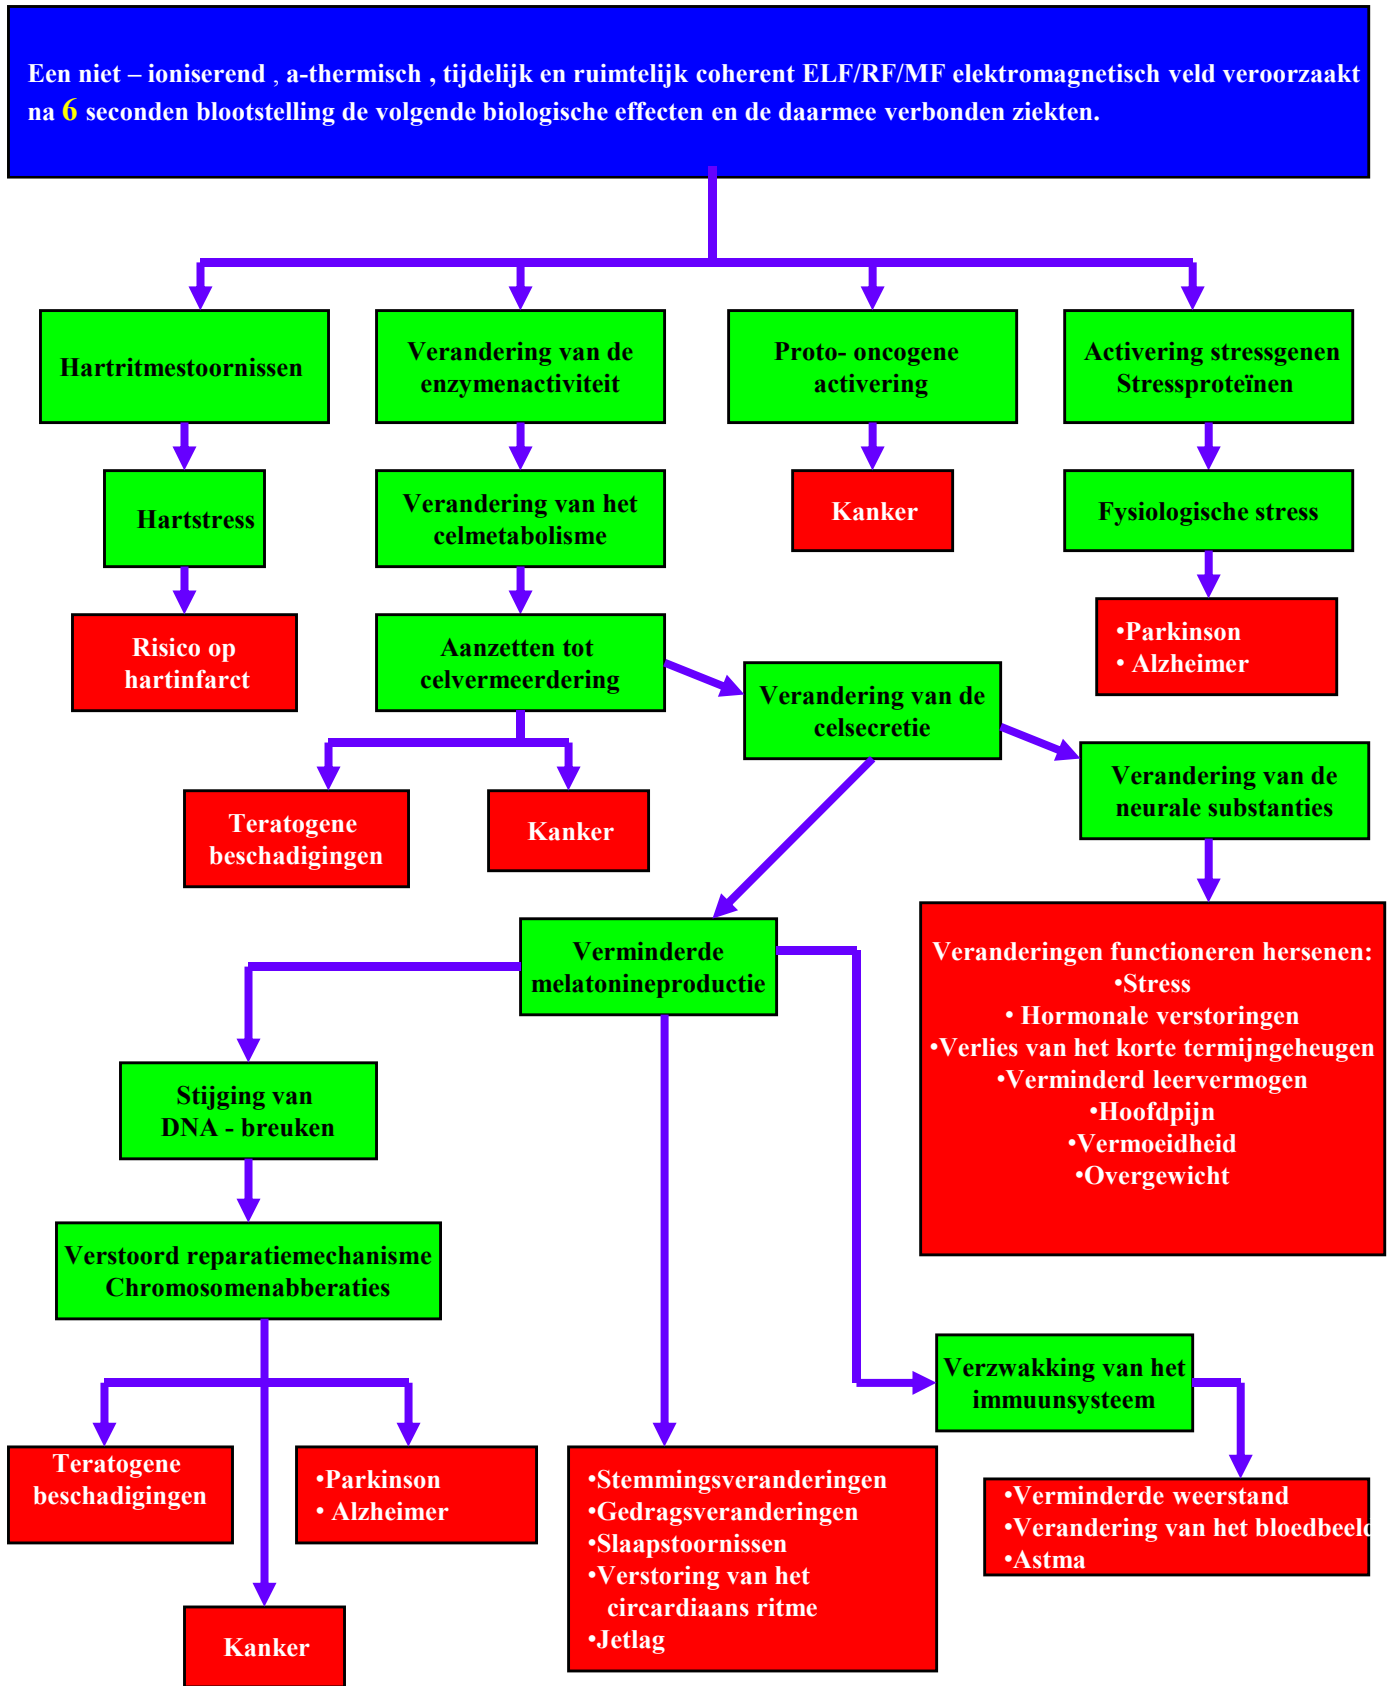 Een niet – ioniserend , a-thermisch , tijdelijk en ruimtelijk coherent ELF/RF/MF elektromagnetisch veld veroorzaakt
na 6 seconden blootstelling de volgende biologische effecten en de daarmee verbonden ziekten.
Hartritmestoornissen
Verandering van de
enzymenactiviteit
Proto- oncogene
activering
Activering stressgenen
Stressproteïnen
Hartstress
Verandering van het
celmetabolisme
Kanker
Fysiologische stress
Risico op
hartinfarct
Aanzetten tot
celvermeerdering
•Parkinson
• Alzheimer
Verandering van de
celsecretie
Verandering van de
neurale substanties
Teratogene
beschadigingen
Kanker
Verminderde
melatonineproductie
Veranderingen functioneren hersenen:
•Stress
• Hormonale verstoringen
•Verlies van het korte termijngeheugen
•Verminderd leervermogen
•Hoofdpijn
•Vermoeidheid
•Overgewicht
Stijging van
DNA - breuken
Verstoord reparatiemechanisme
Chromosomenabberaties
Verzwakking van het
immuunsysteem
Teratogene
beschadigingen
•Parkinson
• Alzheimer
•Stemmingsveranderingen
•Gedragsveranderingen
•Slaapstoornissen
•Verstoring van het
circardiaans ritme
•Jetlag
•Verminderde weerstand
•Verandering van het bloedbeeld
•Astma
Kanker